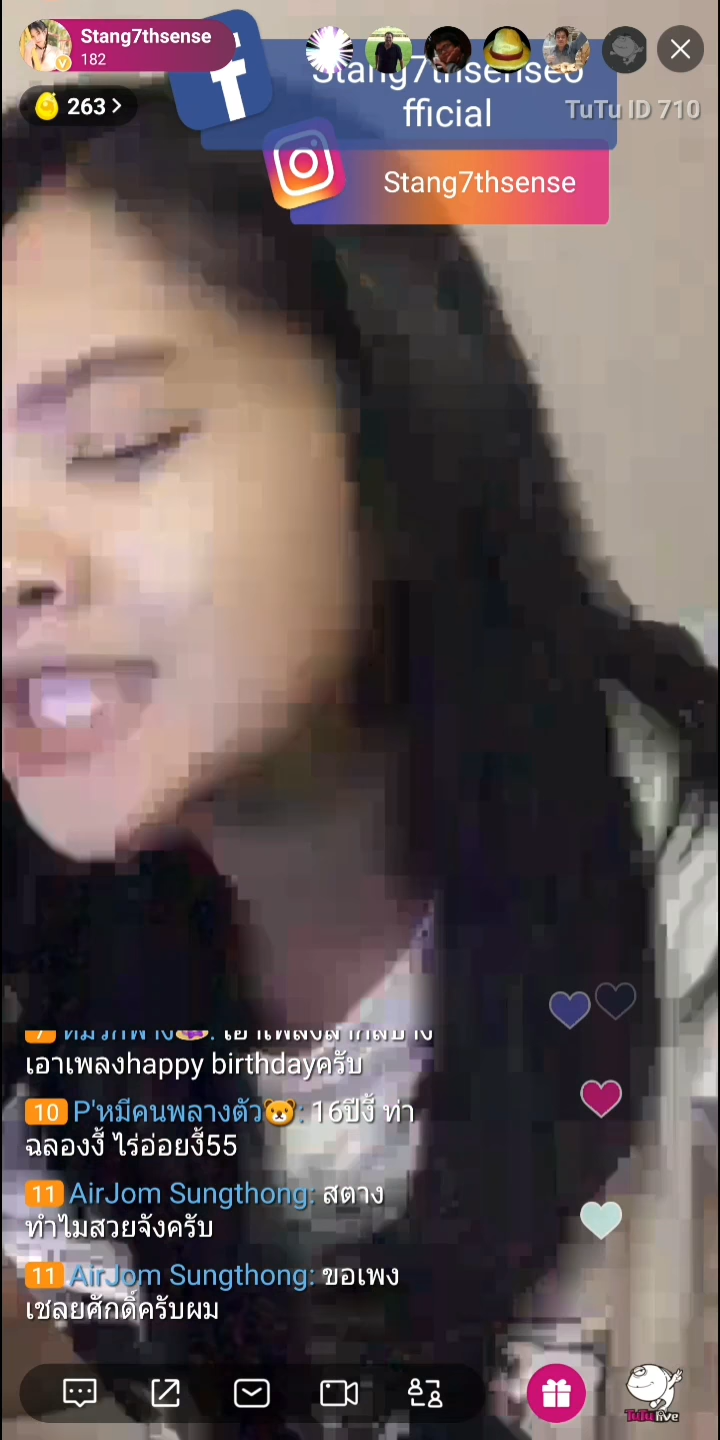 Stang7thsense
182
263
Stang7thsenseo
fficial
TuTu ID 710
Stang7thsense
เอาเพลงhappy birthdayครับ
10 P'หมีคนพลางตัว🐻: 16ปีงี้ ท่า
ฉลองงี้ ไร่อ่อยงี้55
11 AirJom Sungthong: สตาง
ทำไมสวยจังครับ
11 AirJom Sungthong: ขอเพง
เชลยศักดิ์ครับผม
TuTu live